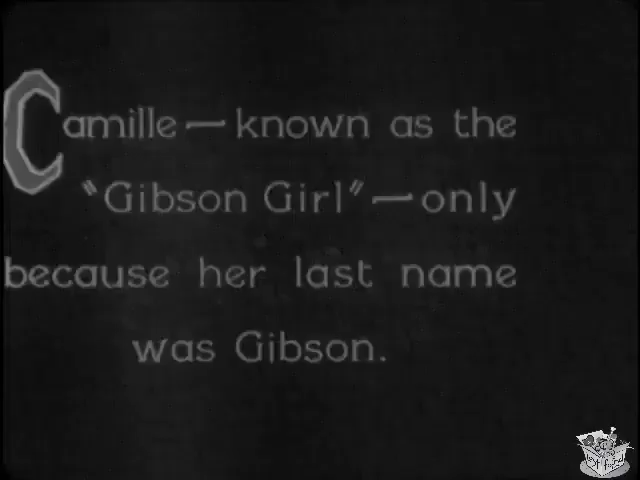 Camille — known as the
"Gibson Girl" — only
because her last name
was Gibson.